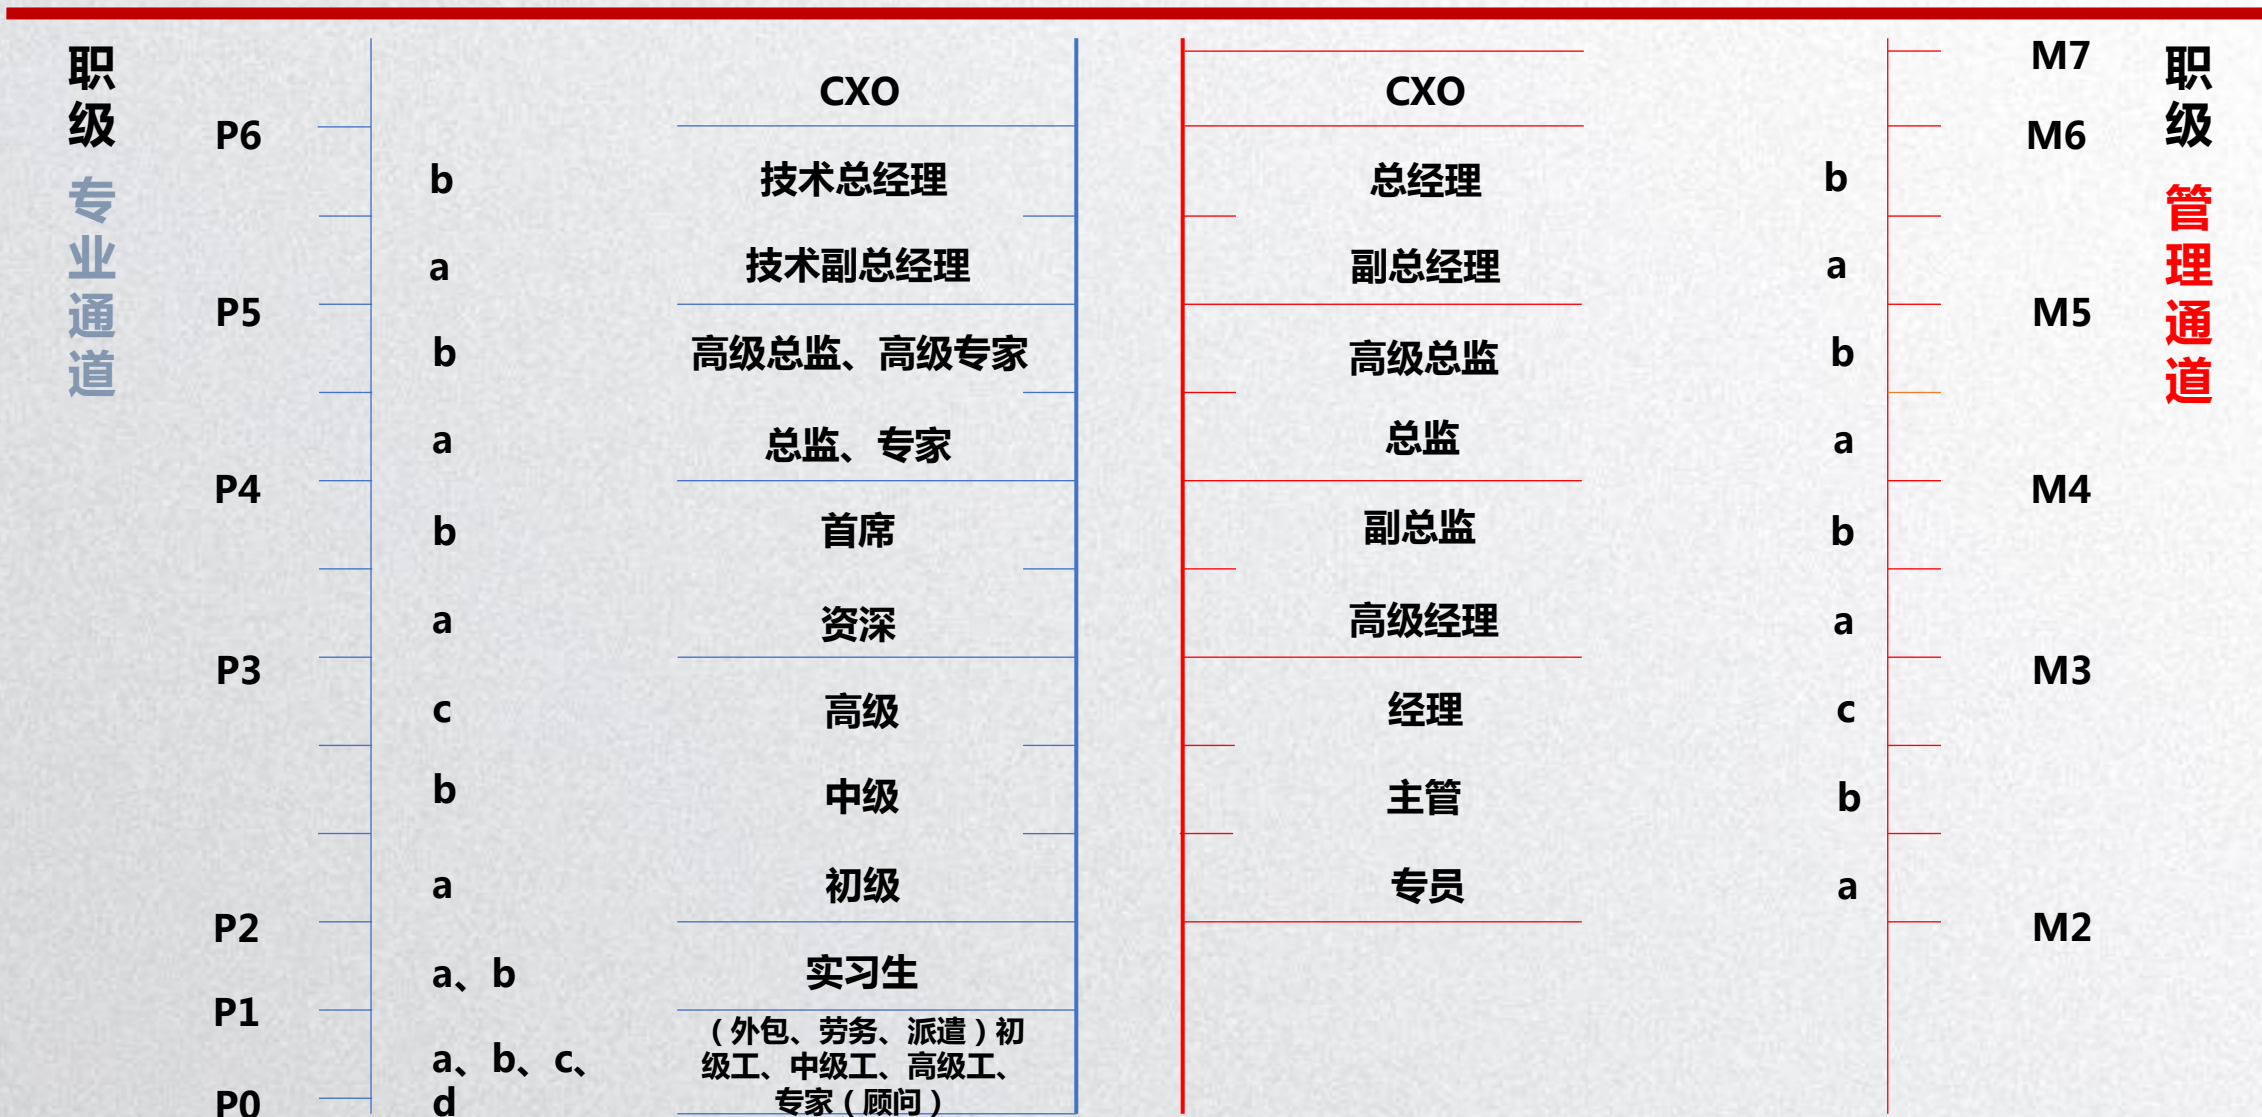 职级 专业通道
职级 管理通道
M7
CXO
CXO
P6
M6
b
技术总经理
总经理
b
a
技术副总经理
副总经理
a
P5
M5
b
高级总监、高级专家
高级总监
b
a
总监、专家
总监
a
P4
M4
b
首席
副总监
b
a
资深
高级经理
a
P3
M3
c
高级
经理
c
b
中级
主管
b
a
初级
专员
a
P2
M2
a、b
实习生
P1
a、b、c、
d
(外包、劳务、派遣)初
级工、中级工、高级工、
专家(顾问)
P0